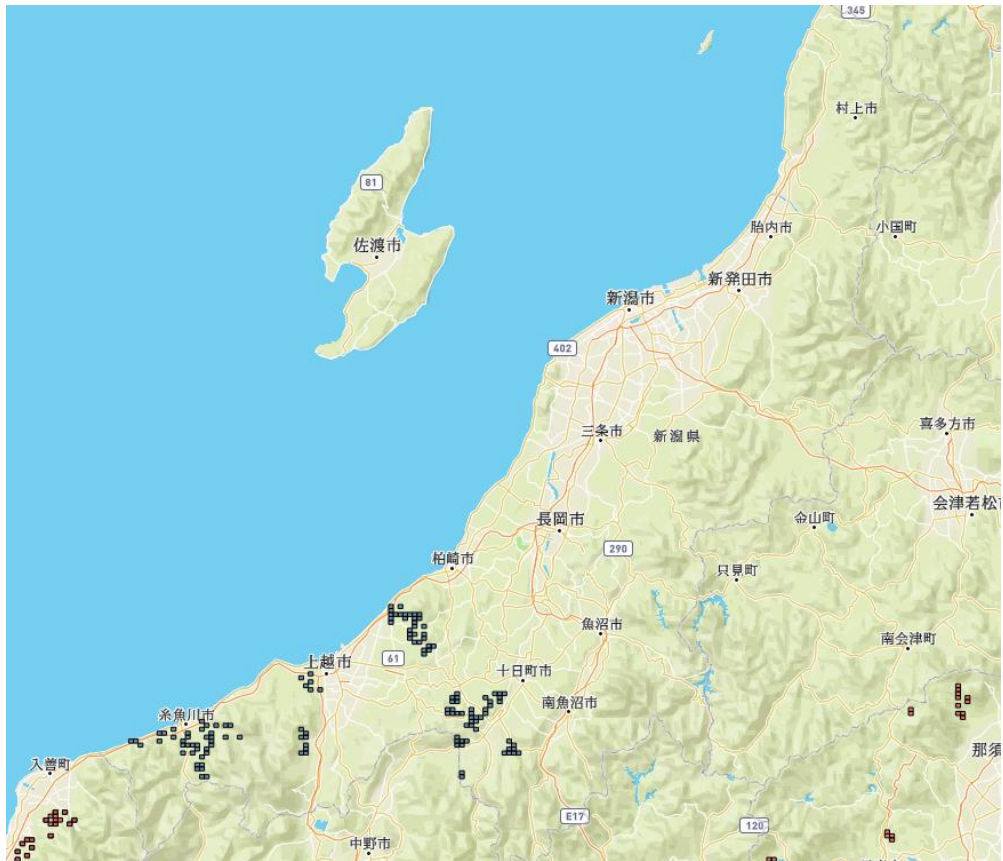 345
村上市
81
胎内市
小国町
佐渡市
新発田市
新潟市
402
喜多方市
三条市
新潟県
会津若松市
長岡市
金山町
290
柏崎市
只見町
魚沼市
南会津町
61
上越市
十日町市
南魚沼市
糸魚川市
那須
入善町
E17
120
中野市